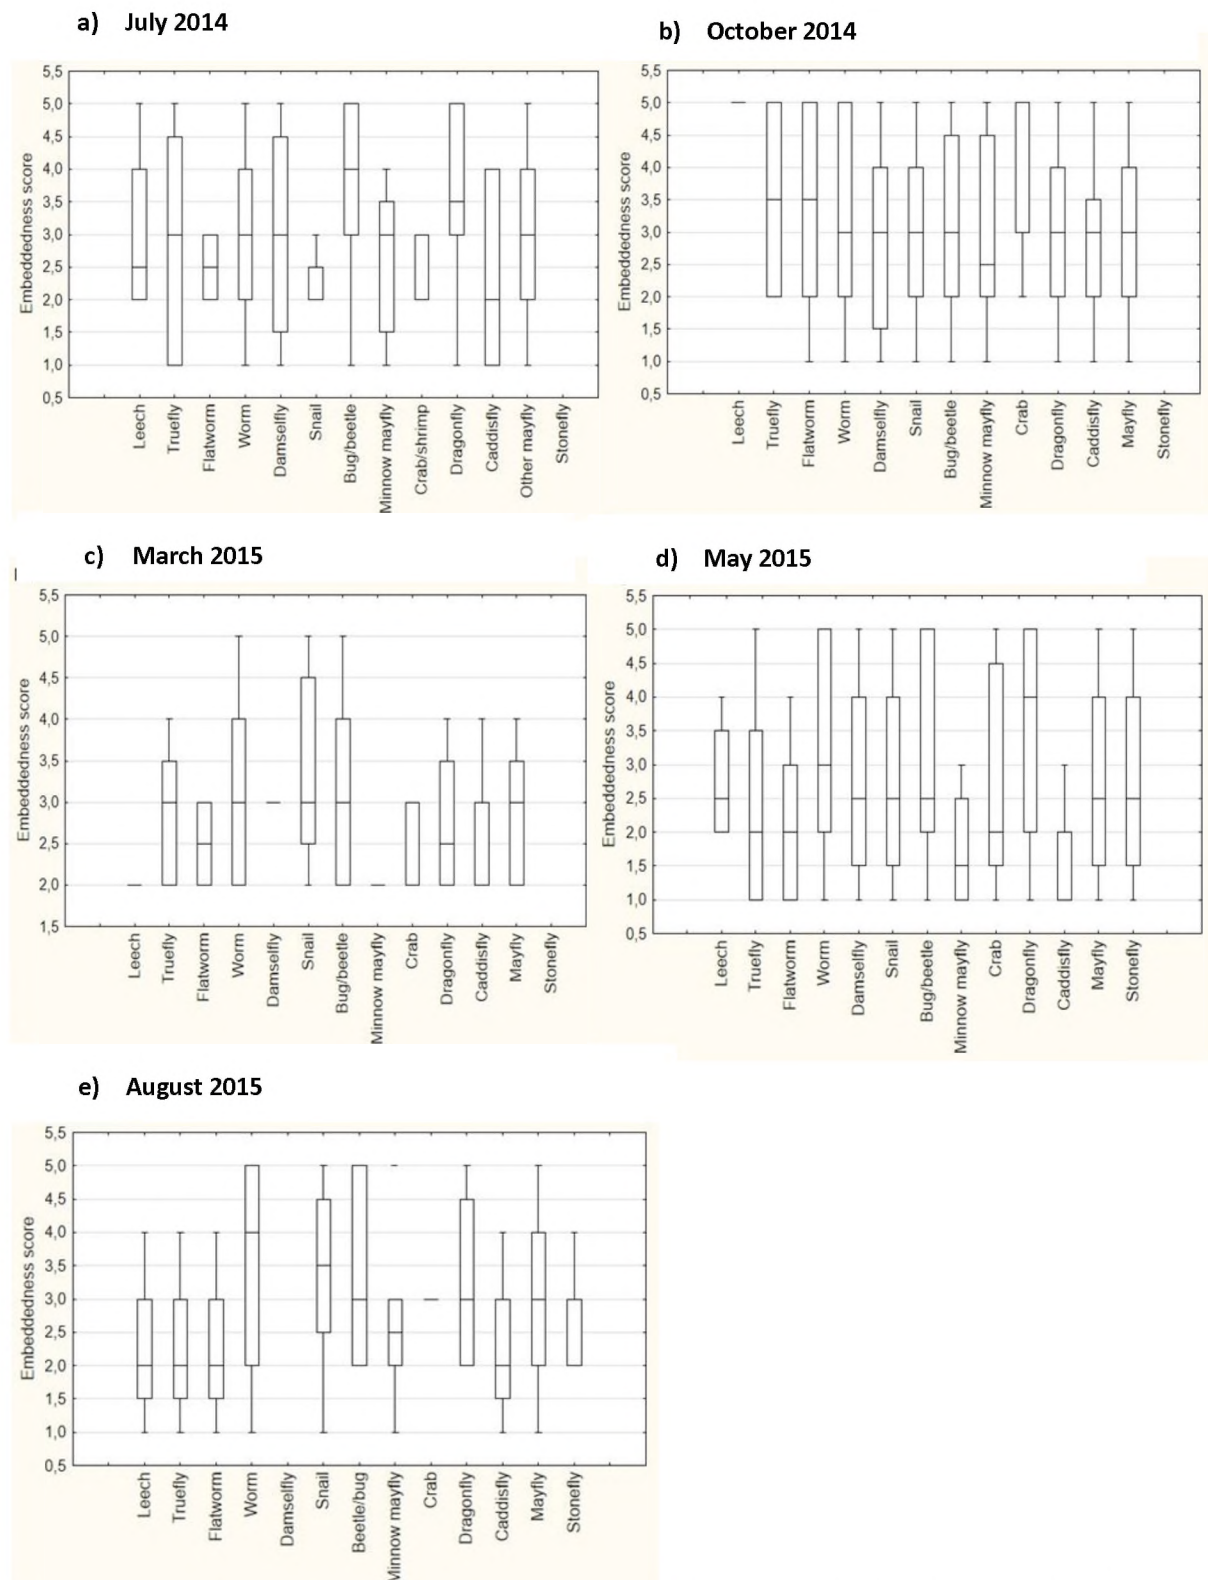 a) July 2014
5,5
5,0
4,5
4,0
3,5
3,0
2,5
2,0
1,5
1,0
0,5
Embeddedness score
Leech
Truefly
Flatworm
Worm
Damselfly
Snail
Bug/beetle
Minnow mayfly
Crab/shrimp
Dragonfly
Caddisfly
Other mayfly
Stonefly
b) October 2014
5,5
5,0
4,5
4,0
3,5
3,0
2,5
2,0
1,5
1,0
0,5
Embeddedness score
Leech
Truefly
Flatworm
Worm
Damselfly
Snail
Bug/beetle
Minnow mayfly
Crab
Dragonfly
Caddisfly
Mayfly
Stonefly
c) March 2015
5,5
5,0
4,5
4,0
3,5
3,0
2,5
2,0
1,5
Embeddedness score
Leech
Truefly
Flatworm
Worm
Damselfly
Snail
Bug/beetle
Minnow mayfly
Crab
Dragonfly
Caddisfly
Mayfly
Stonefly
d) May 2015
5,5
5,0
4,5
4,0
3,5
3,0
2,5
2,0
1,5
1,0
0,5
Embeddedness score
Leech
Truefly
Flatworm
Worm
Damselfly
Snail
Bug/beetle
Minnow mayfly
Crab
Dragonfly
Caddisfly
Mayfly
Stonefly
e) August 2015
5,5
5,0
4,5
4,0
3,5
3,0
2,5
2,0
1,5
1,0
0,5
Embeddedness score
Leech
Truefly
Flatworm
Worm
Damselfly
Snail
Beetle/bug
Minnow mayfly
Crab
Dragonfly
Caddisfly
Mayfly
Stonefly